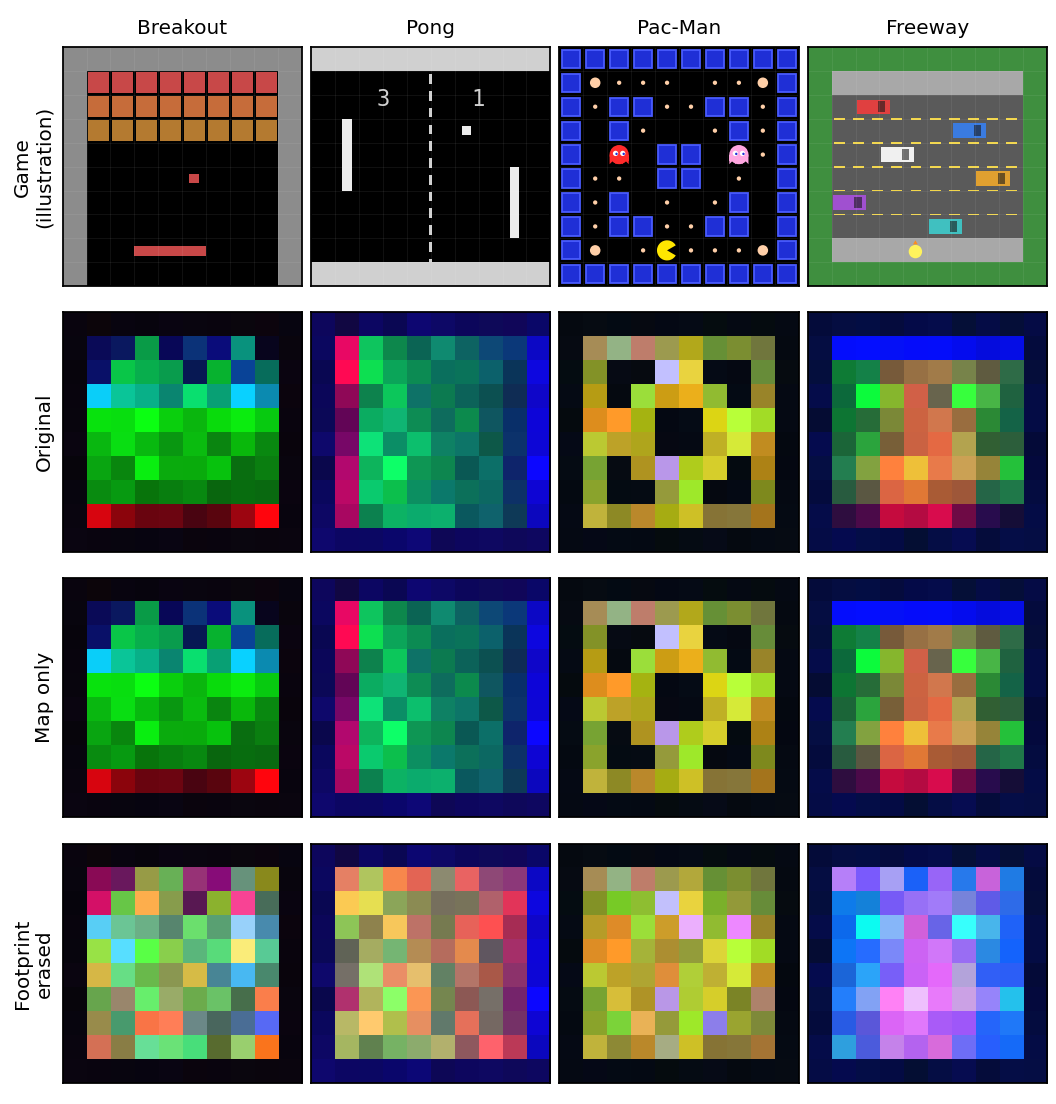 Breakout Pong Pac-Man Freeway
Game
(illustration)
3 1
Original
Map only
Footprint
erased